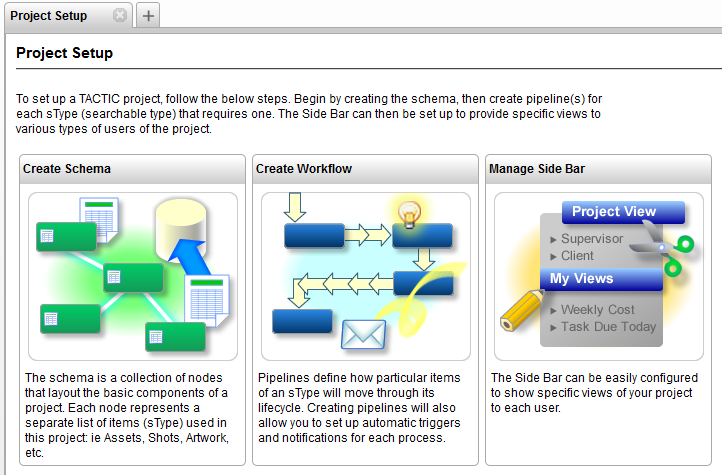 Project Setup
+
Project Setup
To set up a TACTIC project, follow the below steps. Begin by creating the schema, then create pipeline(s) for
each sType (searchable type) that requires one. The Side Bar can then be set up to provide specific views to
various types of users of the project.
Create Schema
The schema is a collection of nodes
that layout the basic components of a
project. Each node represents a
separate list of items (sType) used in
this project: ie Assets, Shots, Artwork,
etc.
Create Workflow
Pipelines define how particular items
of an sType will move through its
lifecycle. Creating pipelines will also
allow you to set up automatic triggers
and notifications for each process.
Manage Side Bar
Project View
Supervisor
Client
My Views
Weekly Cost
Task Due Today
The Side Bar can be easily configured
to show specific views of your project
to each user.